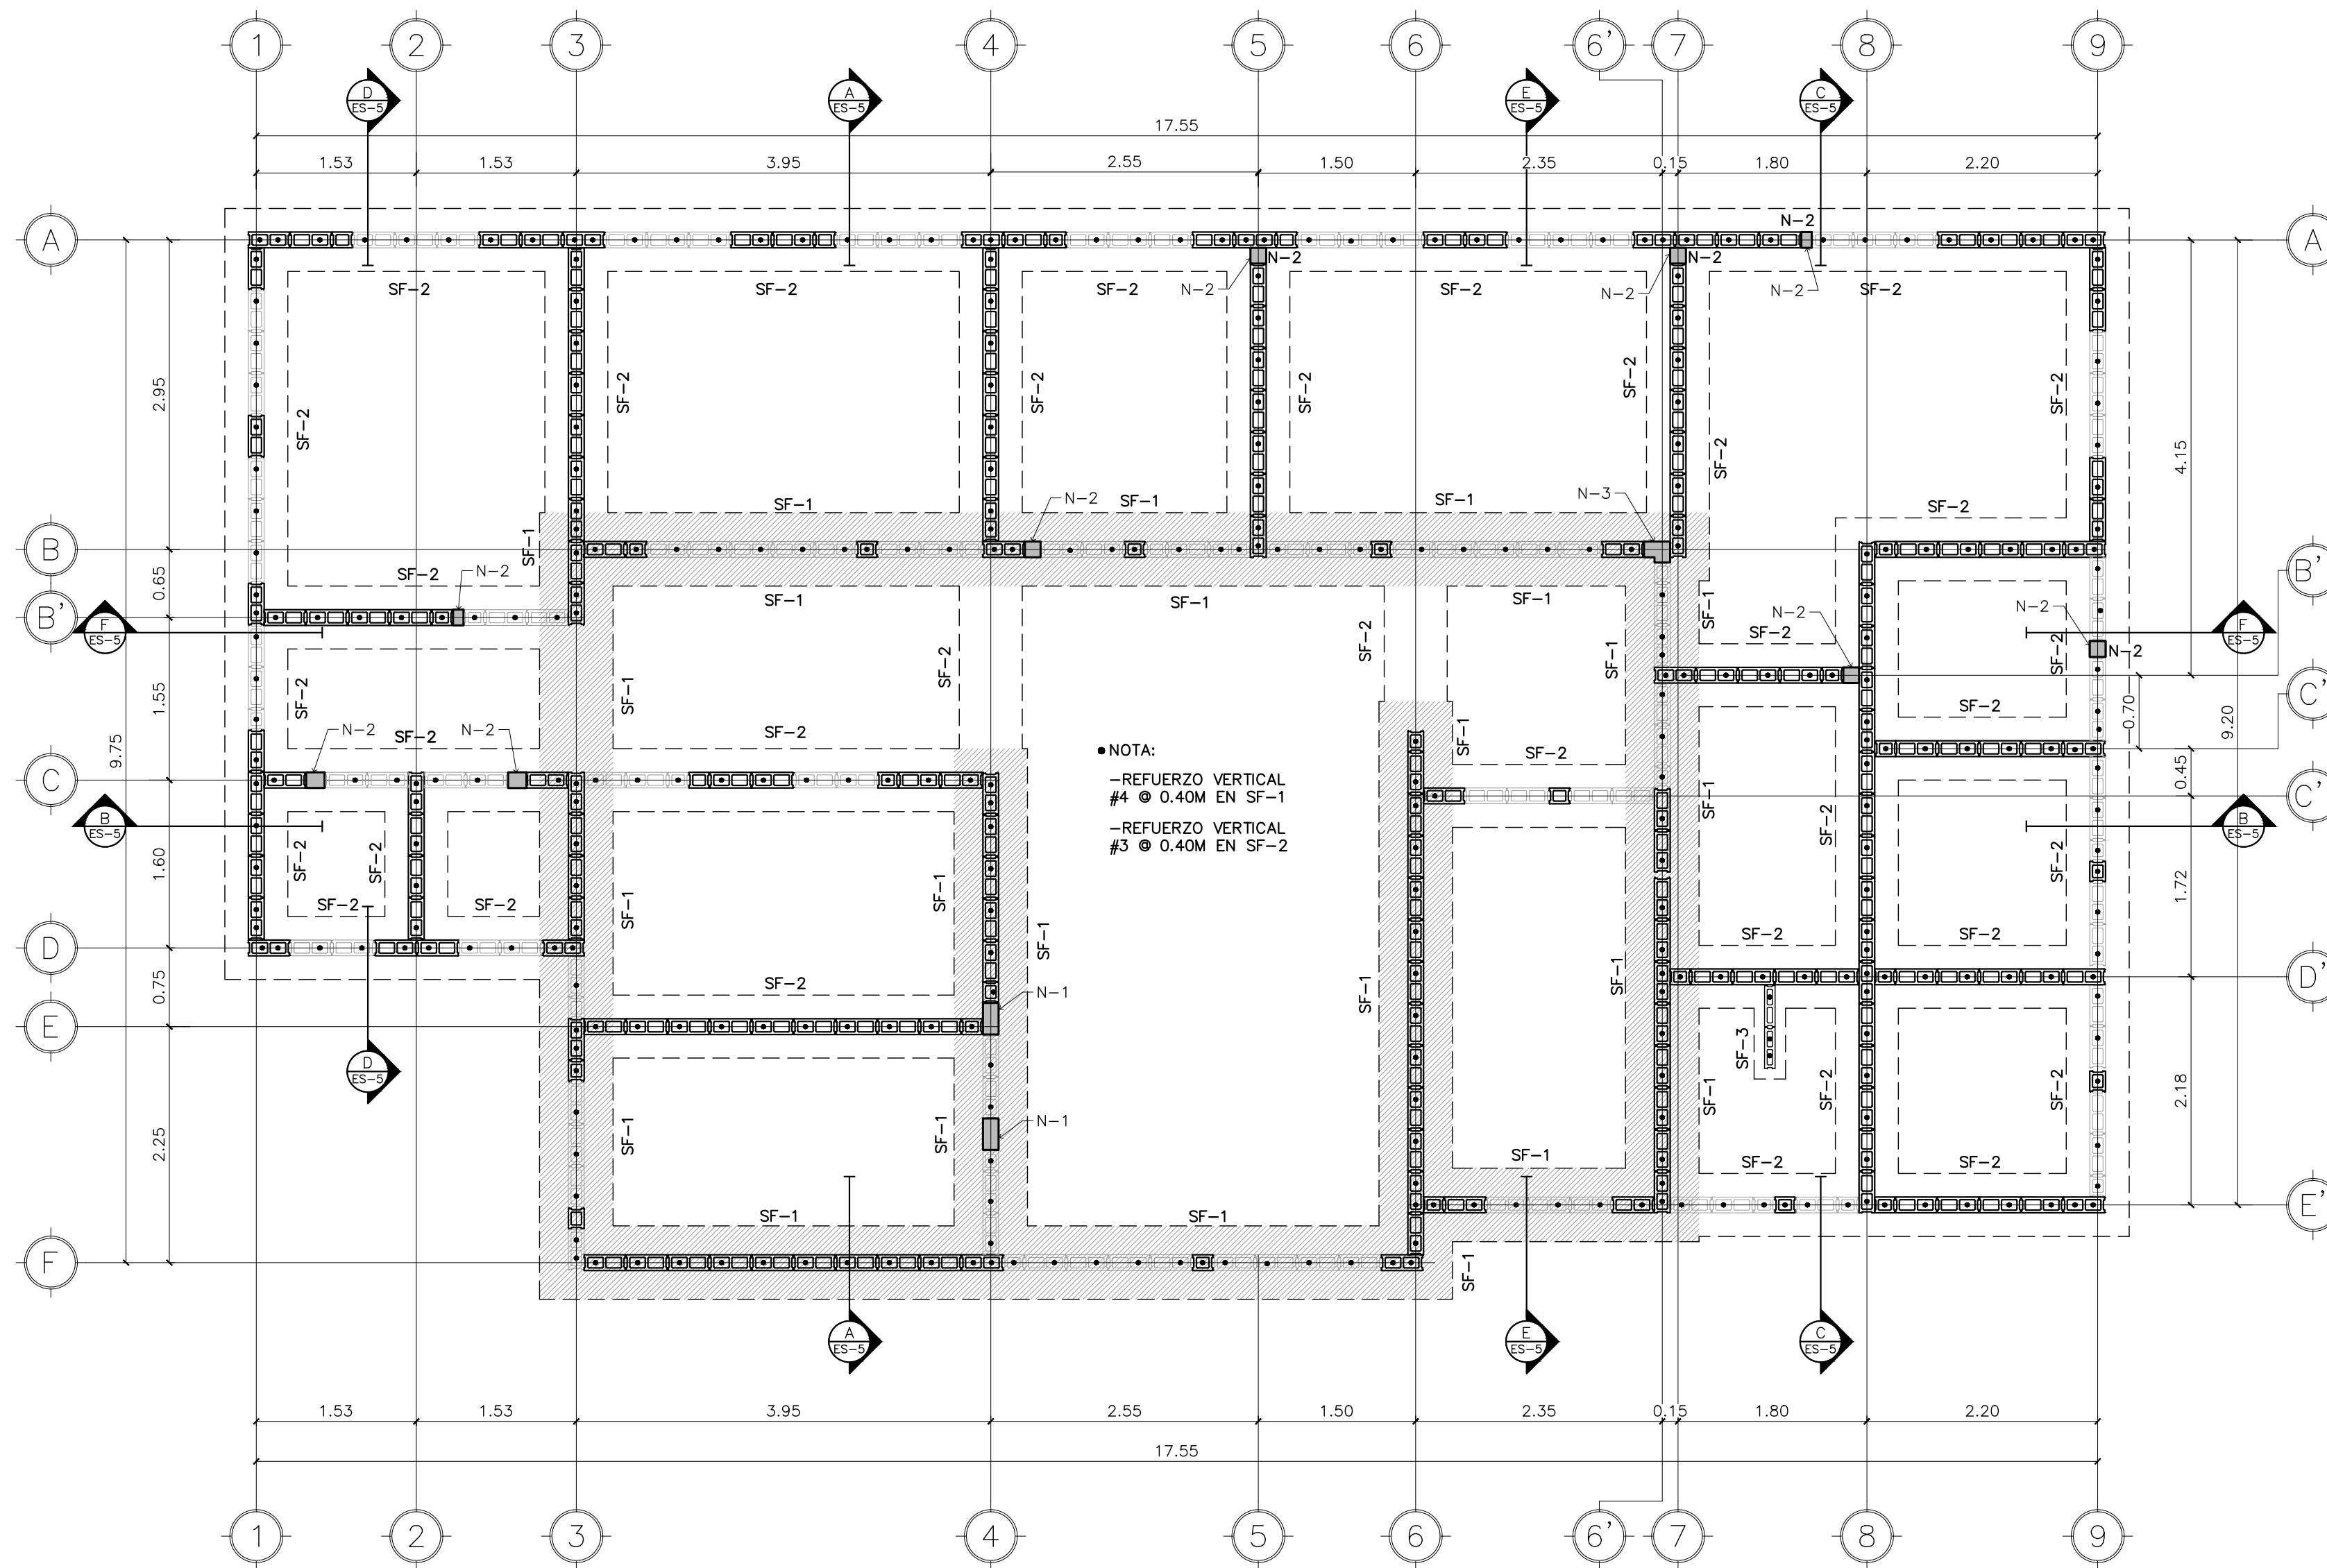 1 2 3 4 5 6 6' 7 8 9
D
ES-5
A
ES-5
E
ES-5
C
ES-5
17.55
1.53 1.53 3.95 2.55 1.50 2.35 0.15 1.80 2.20
N-2
A A
N-2 N-2
SF-2 SF-2 SF-2 N-2 SF-2 N-2 N-2 SF-2
2.95 SF-2 SF-2 SF-2 SF-2 SF-2 SF-2 SF-2 SF-2 4.15
SF-1 N-2 SF-1 SF-1 N-3 SF-2
B SF-1 B'
0.65 SF-2 N-2 SF-1 SF-1 SF-1 SF-1 N-2 N-2
B'
F
ES-5
SF-2 SF-2 SF-1 SF-2 SF-2 N-2
F
ES-5
1.55 SF-2 SF-1 SF-2 C'
9.75 N-2 SF-2 N-2 SF-2 SF-1 SF-2 SF-2 0.70 9.20
● NOTA:
-REFUERZO VERTICAL
#4 @ 0.40M EN SF-1
-REFUERZO VERTICAL
#3 @ 0.40M EN SF-2
C 0.45 C'
B
ES-5
B
ES-5
1.60 SF-2 SF-2 SF-1 SF-1 SF-1 SF-2 SF-2 1.72
SF-2 SF-2 SF-1 SF-1 SF-1 SF-2 SF-2
D SF-2 D'
0.75 N-1
E
D
ES-5
SF-3 SF-2 SF-2 2.18
2.25 SF-1 SF-1 N-1 SF-1
SF-1 SF-2 SF-2
SF-1 SF-1 E'
F SF-1
A
ES-5
E
ES-5
C
ES-5
1.53 1.53 3.95 2.55 1.50 2.35 0.15 1.80 2.20
17.55
1 2 3 4 5 6 6' 7 8 9